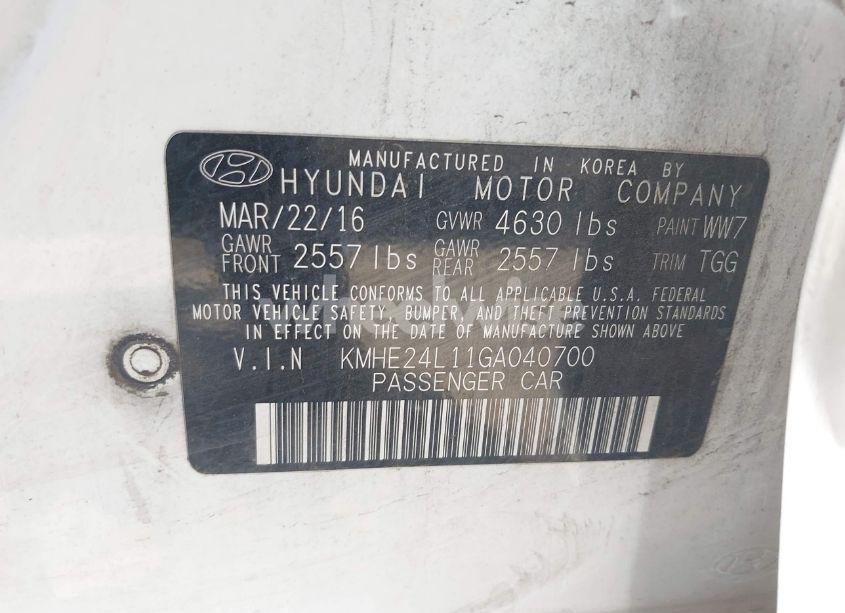 MANUFACTURED IN KOREA BY
HYUNDAI MOTOR COMPANY
MAR/22/16 GVWR 4630 lbs PAINT WW7
GAWR FRONT 2557 lbs GAWR REAR 2557 lbs TRIM TGG
THIS VEHICLE CONFORMS TO ALL APPLICABLE U.S.A. FEDERAL
MOTOR VEHICLE SAFETY, BUMPER, AND THEFT PREVENTION STANDARDS
IN EFFECT ON THE DATE OF MANUFACTURE SHOWN ABOVE.
V.I.N KMHE24L11GA040700
PASSENGER CAR